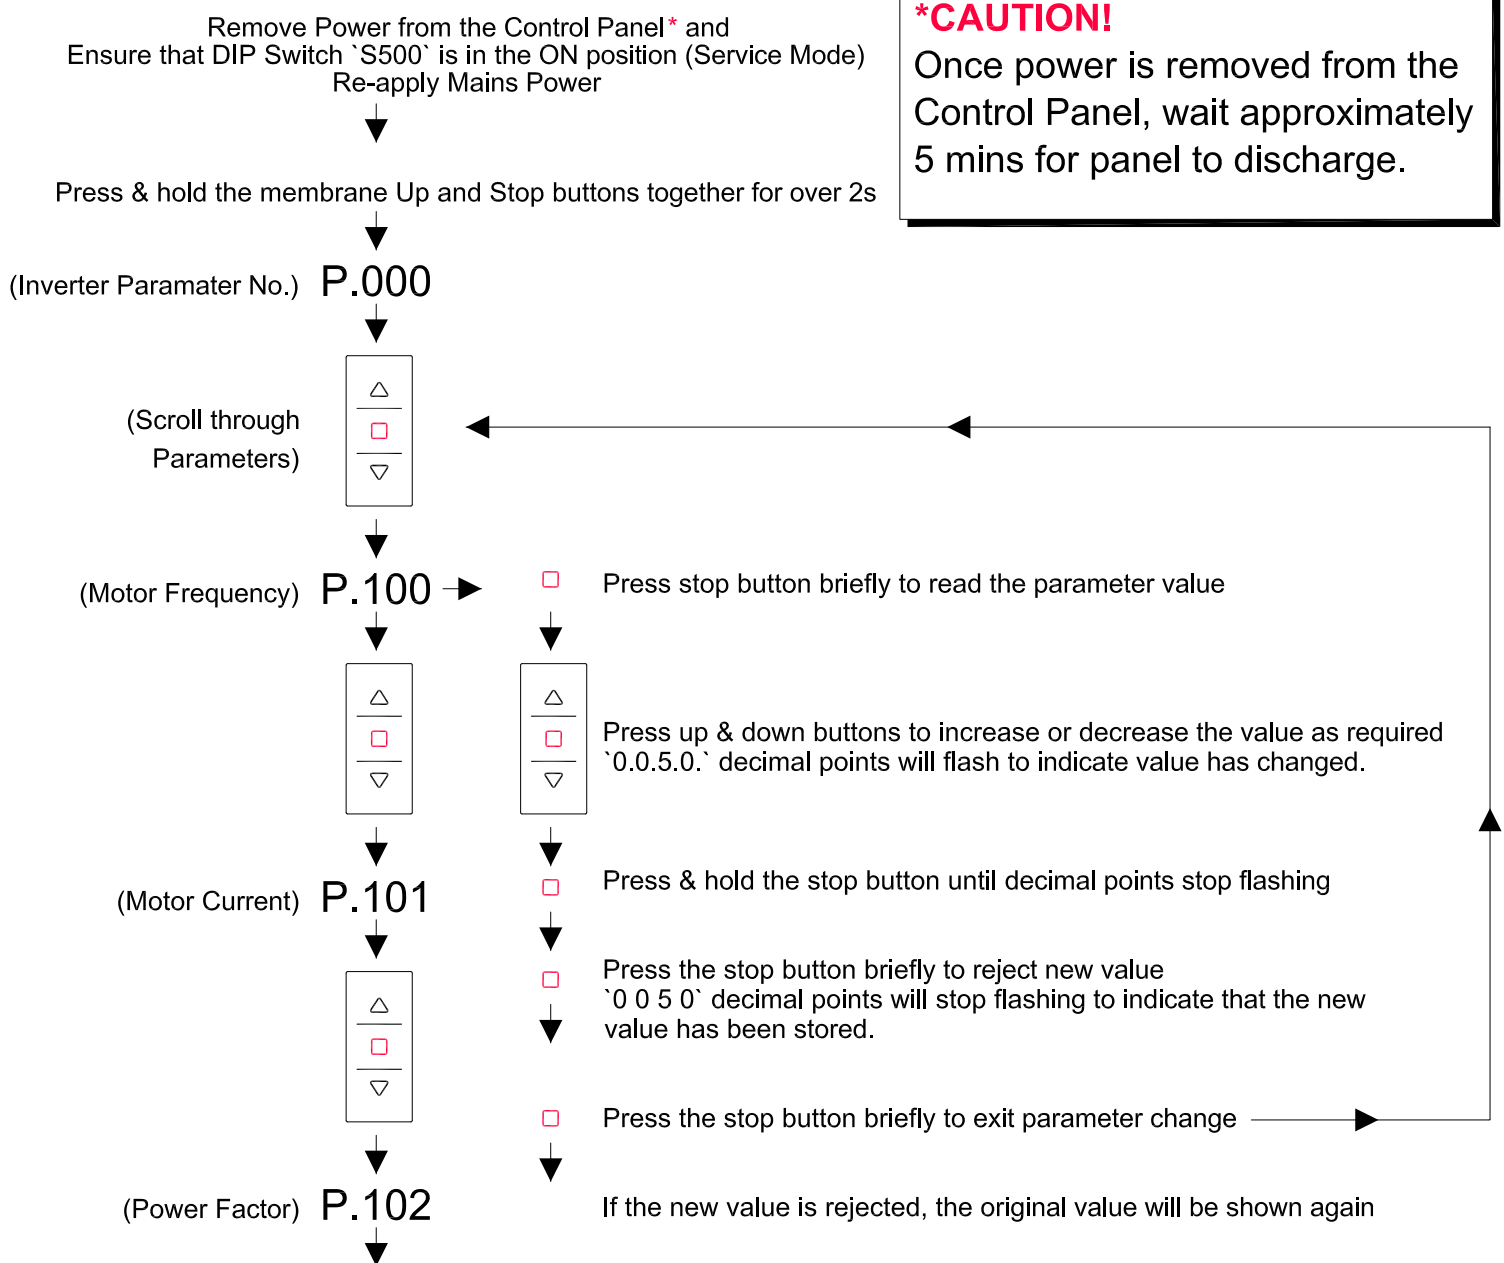 Remove Power from the Control Panel* and
Ensure that DIP Switch `S500` is in the ON position (Service Mode)
Re-apply Mains Power
*CAUTION!
Once power is removed from the
Control Panel, wait approximately
5 mins for panel to discharge.
Press & hold the membrane Up and Stop buttons together for over 2s
(Inverter Paramater No.) P.000
(Scroll through
Parameters)
(Motor Frequency) P.100
Press stop button briefly to read the parameter value
Press up & down buttons to increase or decrease the value as required
`0.0.5.0.` decimal points will flash to indicate value has changed.
(Motor Current) P.101
Press & hold the stop button until decimal points stop flashing
Press the stop button briefly to reject new value
`0 0 5 0` decimal points will stop flashing to indicate that the new
value has been stored.
Press the stop button briefly to exit parameter change
(Power Factor) P.102
If the new value is rejected, the original value will be shown again